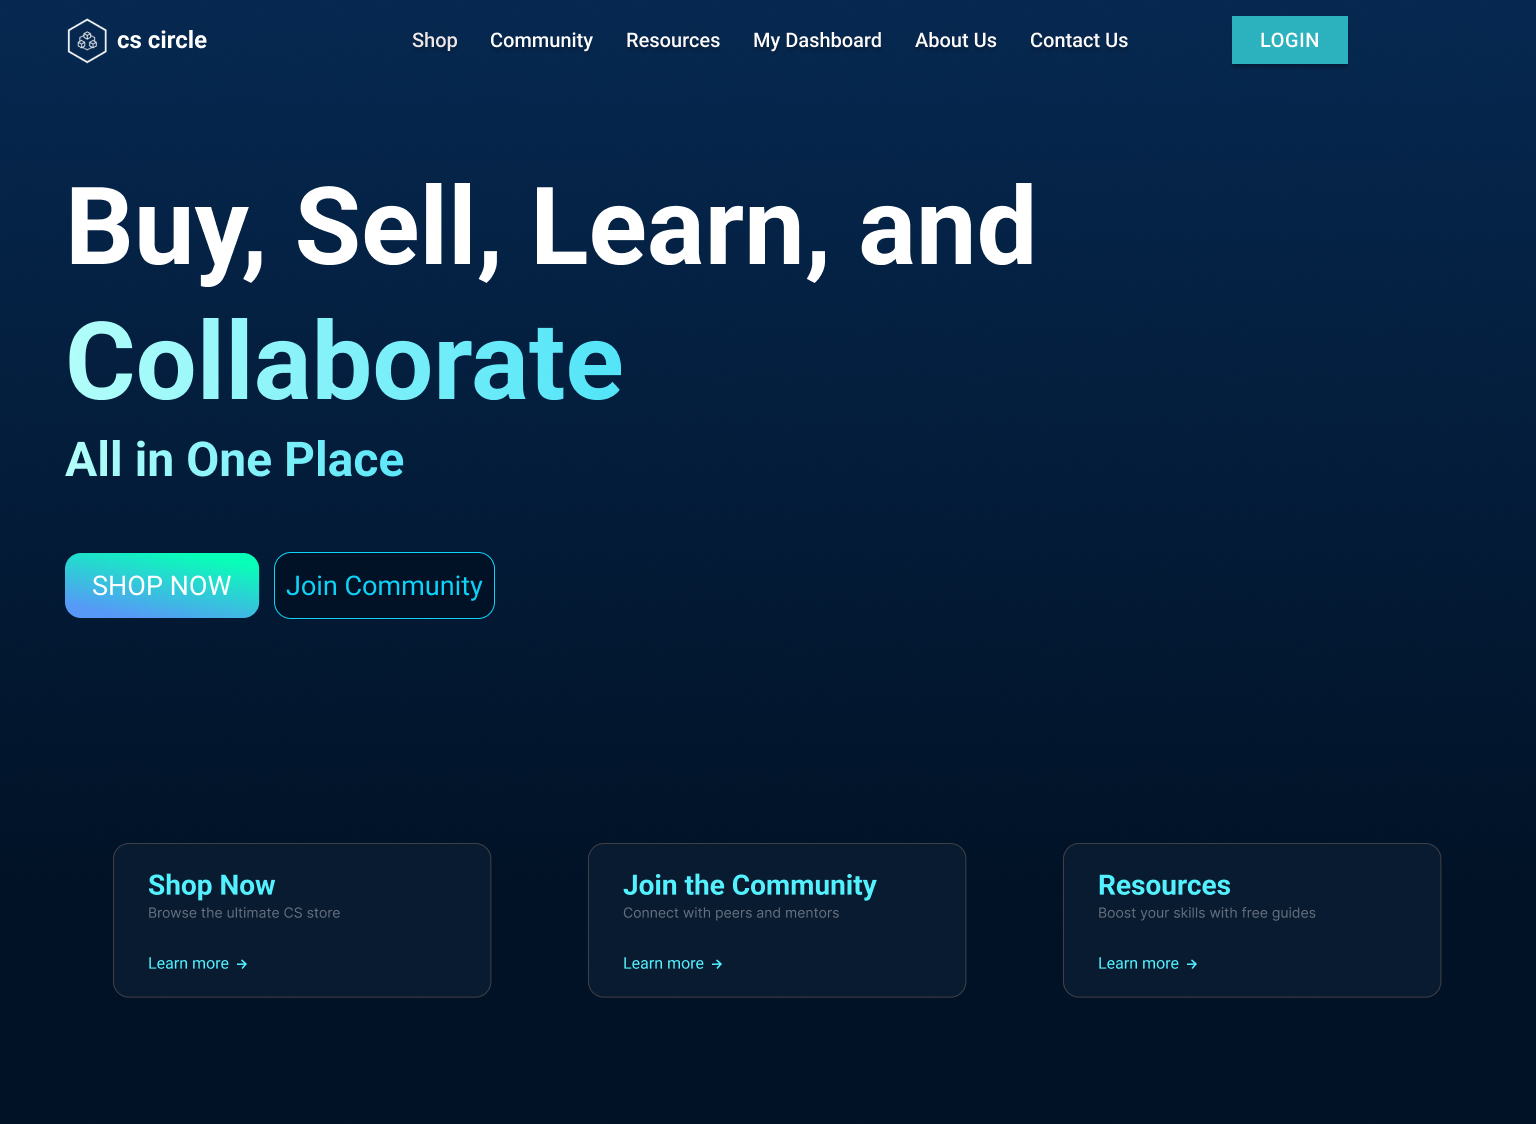 cs circle
Shop
Community
Resources
My Dashboard
About Us
Contact Us
LOGIN
Buy, Sell, Learn, and
Collaborate
All in One Place
SHOP NOW
Join Community
Shop Now
Browse the ultimate CS store
Learn more →
Join the Community
Connect with peers and mentors
Learn more →
Resources
Boost your skills with free guides
Learn more →